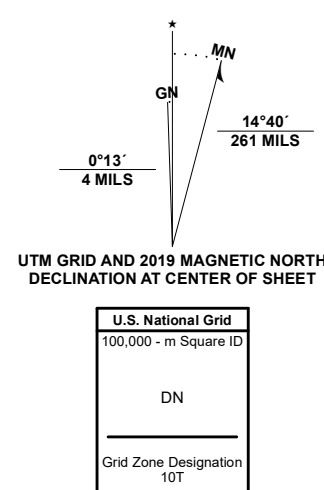 ★
MN
GN
14°40´
261 MILS
0°13´
4 MILS
UTM GRID AND 2019 MAGNETIC NORTH
DECLINATION AT CENTER OF SHEET
U.S. National Grid
100,000 - m Square ID
DN
Grid Zone Designation
10T